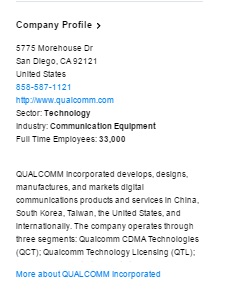 Company Profile >
5775 Morehouse Dr
San Diego, CA 92121
United States
858-587-1121
http://www.qualcomm.com
Sector: Technology
Industry: Communication Equipment
Full Time Employees: 33,000
QUALCOMM Incorporated develops, designs,
manufactures, and markets digital
communications products and services in China,
South Korea, Taiwan, the United States, and
internationally. The company operates through
three segments: Qualcomm CDMA Technologies
(QCT); Qualcomm Technology Licensing (QTL);
More about QUALCOMM Incorporated